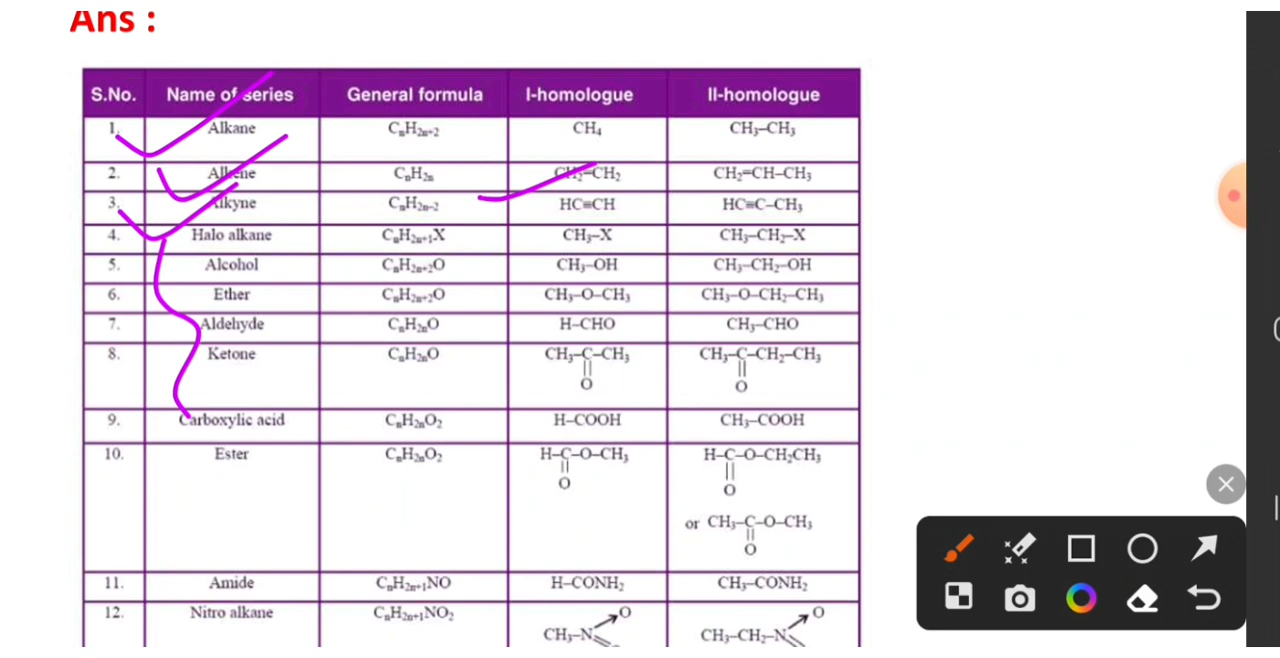 Ans :
S.No. Name of series General formula I-homologue II-homologue
1. Alkane CₙH₂ₙ₊₂ CH₄ CH₃–CH₃
2. Alkene CₙH₂ₙ CH₂=CH₂ CH₂=CH–CH₃
3. Alkyne CₙH₂ₙ₋₂ HC≡CH HC≡C–CH₃
4. Halo alkane CₙH₂ₙ₊₁X CH₃–X CH₃–CH₂–X
5. Alcohol CₙH₂ₙ₊₂O CH₃–OH CH₃–CH₂–OH
6. Ether CₙH₂ₙ₊₂O CH₃–O–CH₃ CH₃–O–CH₂–CH₃
7. Aldehyde CₙH₂ₙO H–CHO CH₃–CHO
8. Ketone CₙH₂ₙO CH₃–C–CH₃ CH₃–C–CH₂–CH₃
O O
9. Carboxylic acid CₙH₂ₙO₂ H–COOH CH₃–COOH
10. Ester CₙH₂ₙO₂ H–C–O–CH₃ H–C–O–CH₂CH₃
O O
or CH₃–C–O–CH₃
O
11. Amide CₙH₂ₙ₊₁NO H–CONH₂ CH₃–CONH₂
12. Nitro alkane CₙH₂ₙ₊₁NO₂ O O
CH₃–N CH₃–CH₂–N